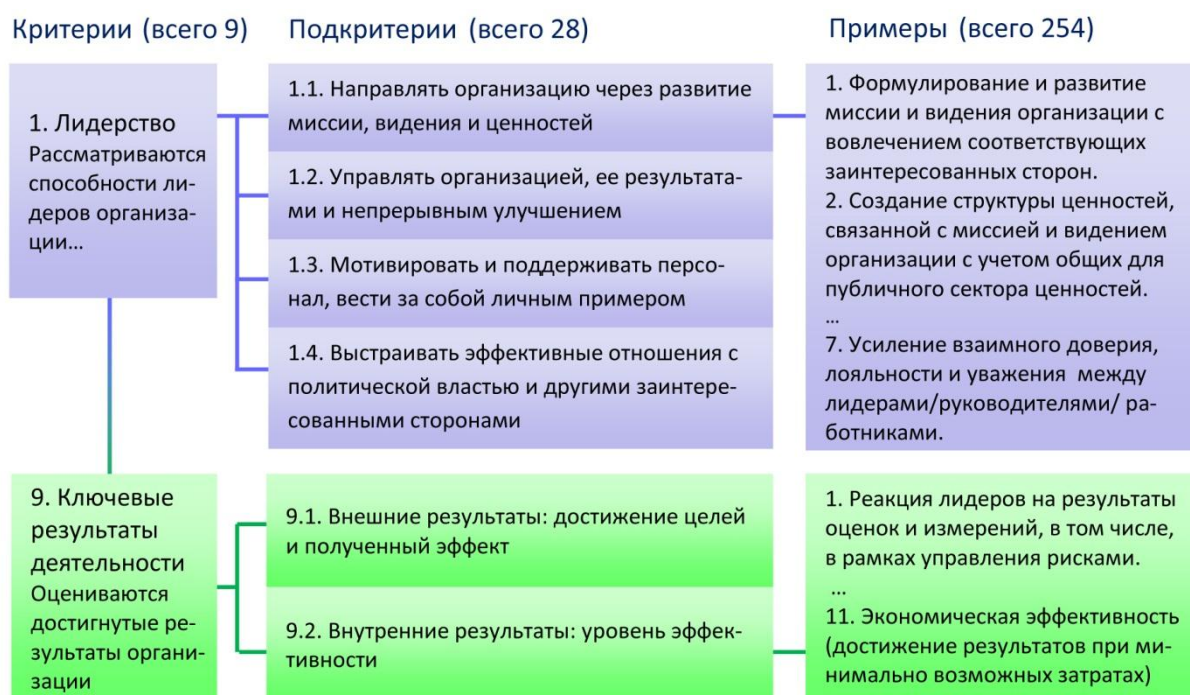 Критерии (всего 9)
Подкритерии (всего 28)
Примеры (всего 254)
1. Лидерство
Рассматриваются
способности ли-
деров организа-
ции…
1.1. Направлять организацию через развитие
миссии, видения и ценностей
1.2. Управлять организацией, ее результата-
ми и непрерывным улучшением
1.3. Мотивировать и поддерживать персо-
нал, вести за собой личным примером
1.4. Выстраивать эффективные отношения с
политической властью и другими заинтере-
сованными сторонами
1. Формулирование и развитие
миссии и видения организации с
вовлечением соответствующих
заинтересованных сторон.
2. Создание структуры ценностей,
связанной с миссией и видением
организации с учетом общих для
публичного сектора ценностей.
…
7. Усиление взаимного доверия,
лояльности и уважения между
лидерами/руководителями/ ра-
ботниками.
9. Ключевые
результаты
деятельности
Оцениваются
достигнутые ре-
зультаты органи-
зации
9.1. Внешние результаты: достижение целей
и полученный эффект
9.2. Внутренние результаты: уровень эффек-
тивности
1. Реакция лидеров на результаты
оценок и измерений, в том числе,
в рамках управления рисками.
…
11. Экономическая эффективность
(достижение результатов при ми-
нимально возможных затратах)